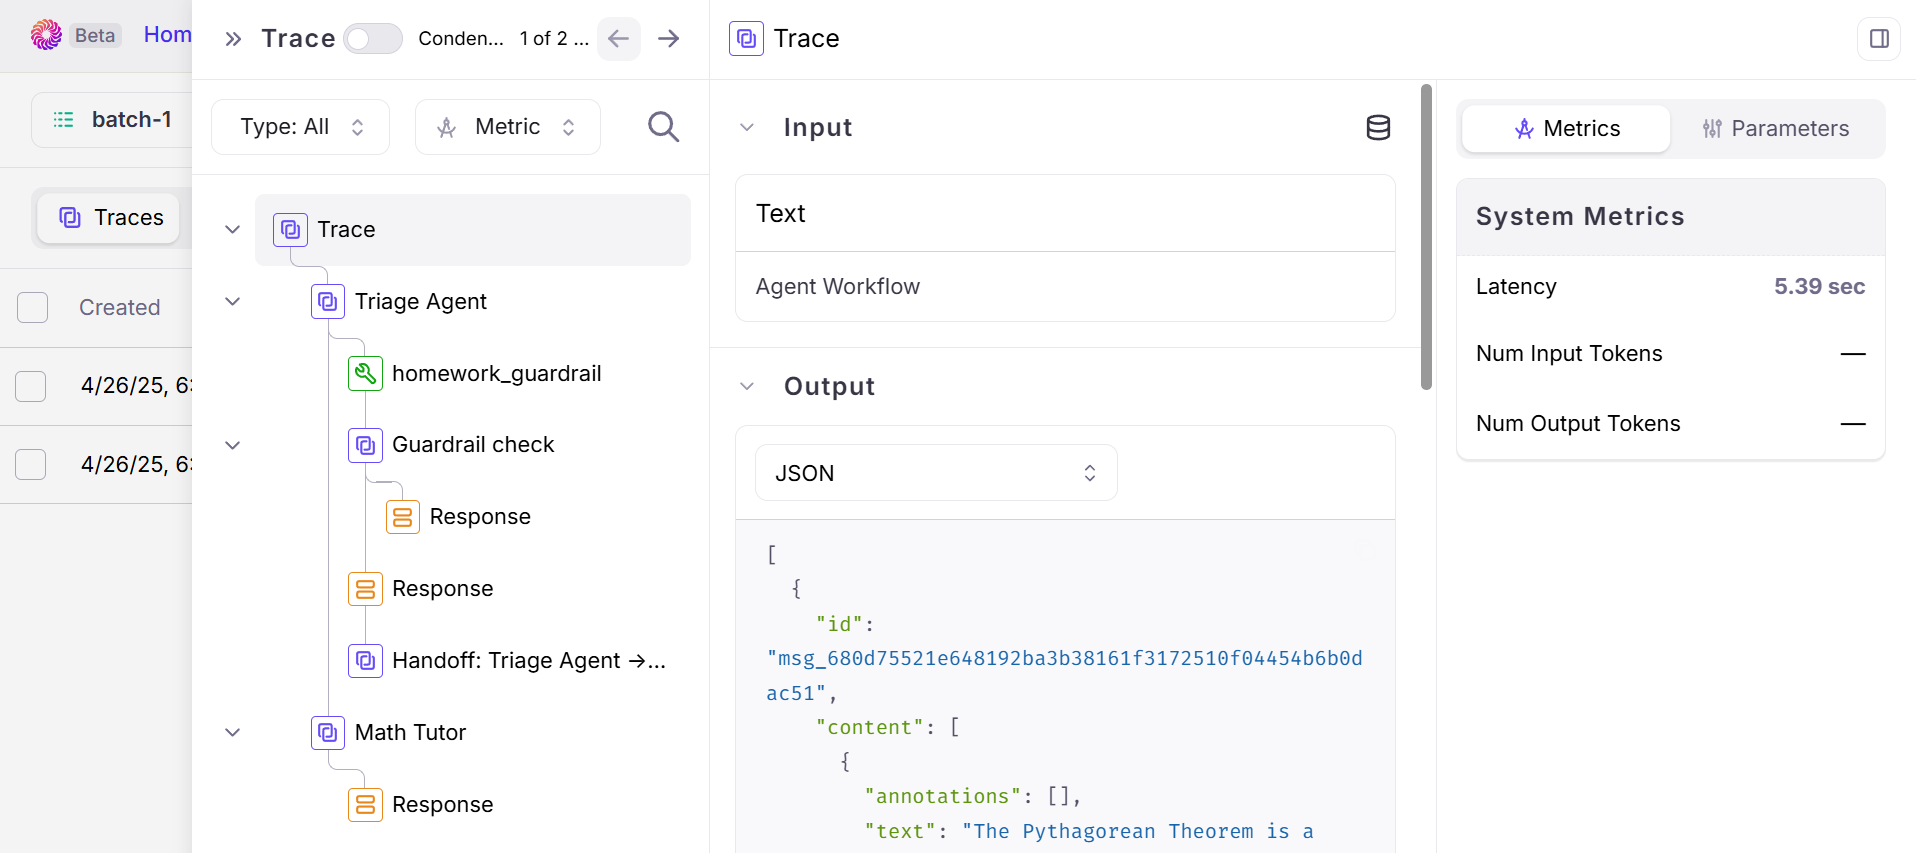 Beta
Hom
batch-1
Traces
Created
4/26/25, 6:
4/26/25, 6:
Trace
Conden...
1 of 2 ...
Type: All
Metric
Trace
Triage Agent
homework_guardrail
Guardrail check
Response
Response
Handoff: Triage Agent →...
Math Tutor
Response
Trace
Input
Text
Agent Workflow
Output
JSON
[
{
"id":
"msg_680d75521e648192ba3b38161f3172510f04454b6b0d
ac51",
"content": [
{
"annotations": [],
"text": "The Pythagorean Theorem is a
Metrics
Parameters
System Metrics
Latency
5.39 sec
Num Input Tokens
—
Num Output Tokens
—